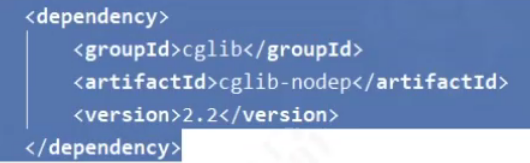 <dependency>
<groupId>cglib</groupId>
<artifactId>cglib-nodep</artifactId>
<version>2.2</version>
</dependency>